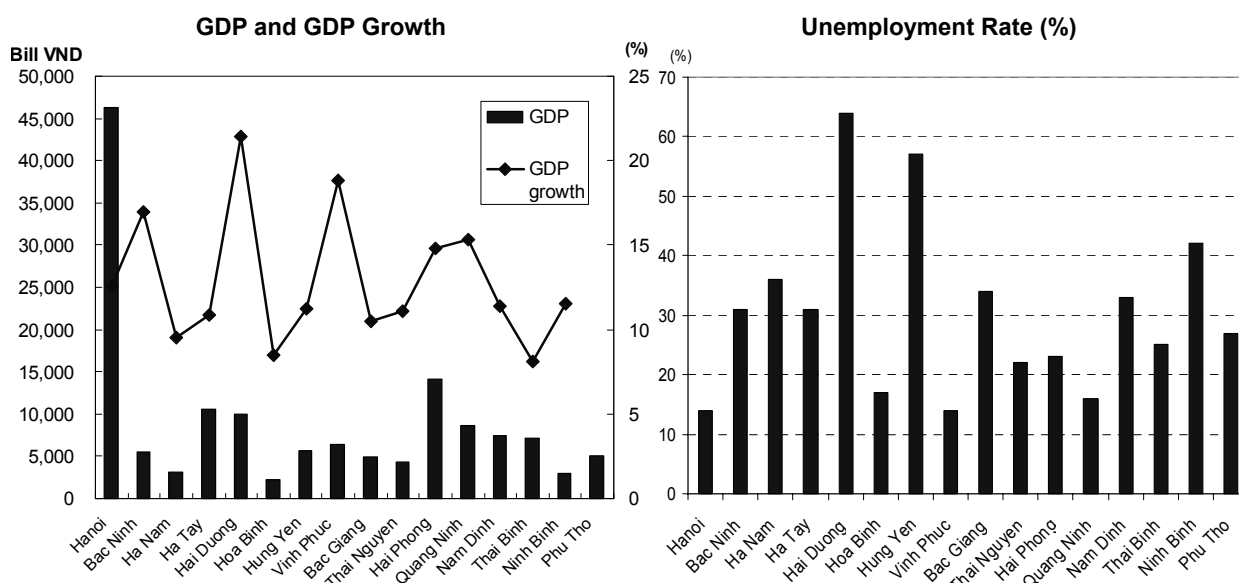 GDP and GDP Growth
Bill VND
(%)
50,000
45,000
40,000
35,000
30,000
25,000
20,000
15,000
10,000
5,000
0
25
20
15
10
5
0
GDP
GDP
growth
Hanoi
Bac Ninh
Ha Nam
Ha Tay
Hai Duong
Hoa Binh
Hung Yen
Vinh Phuc
Bac Giang
Thai Nguyen
Hai Phong
Quang Ninh
Nam Dinh
Thai Binh
Ninh Binh
Phu Tho
Unemployment Rate (%)
(%)
70
60
50
40
30
20
10
0
Hanoi
Bac Ninh
Ha Nam
Ha Tay
Hai Duong
Hoa Binh
Hung Yen
Vinh Phuc
Bac Giang
Thai Nguyen
Hai Phong
Quang Ninh
Nam Dinh
Thai Binh
Ninh Binh
Phu Tho